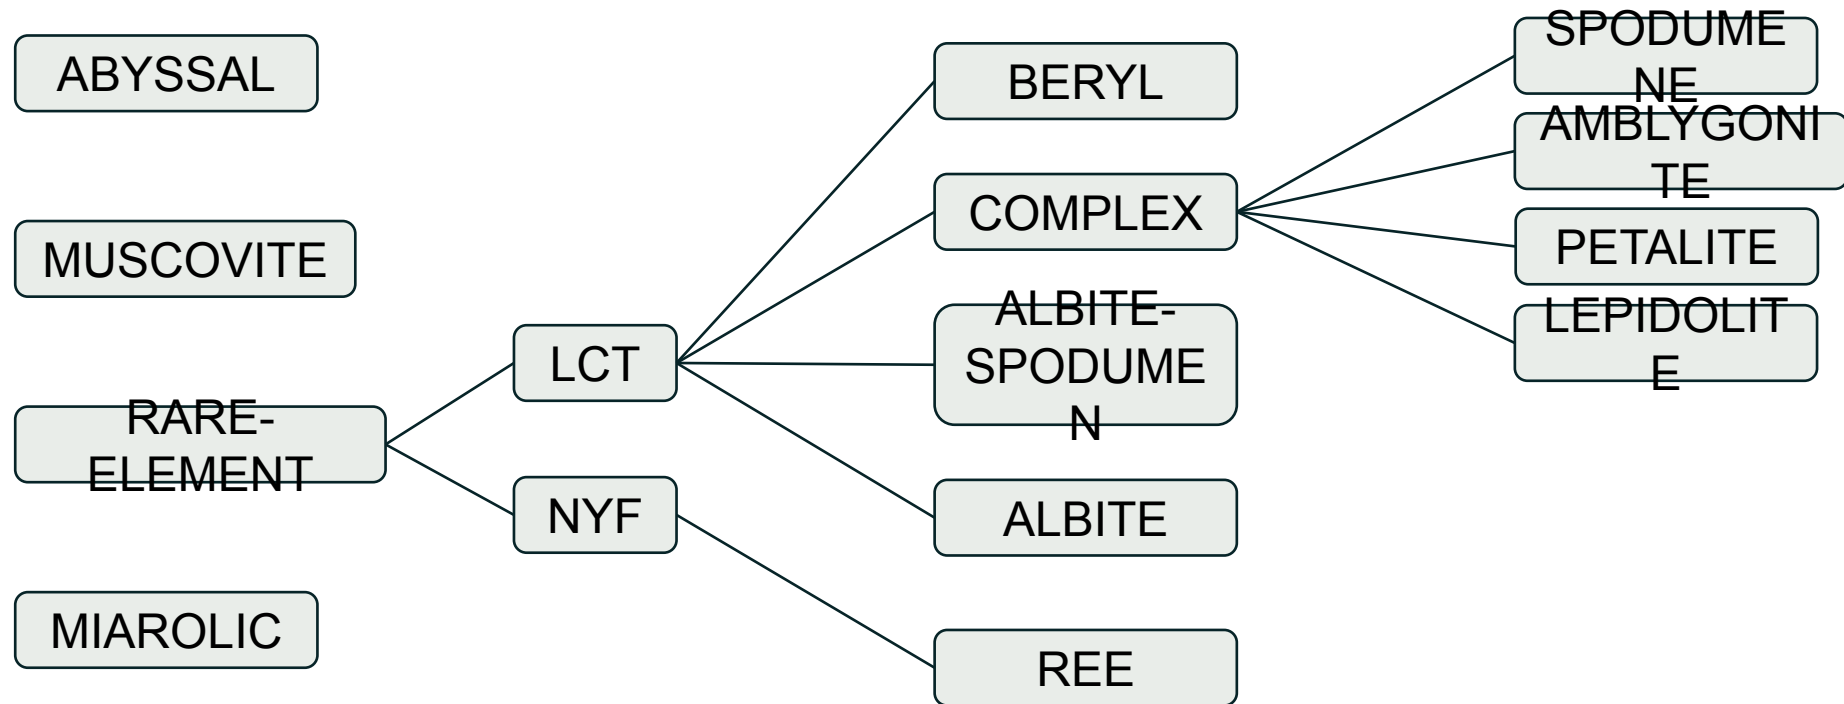 ABYSSAL
MUSCOVITE
RARE-
ELEMENT
MIAROLIC
LCT
NYF
BERYL
COMPLEX
ALBITE-
SPODUME
N
ALBITE
REE
SPODUME
NE
AMBLYGONI
TE
PETALITE
LEPIDOLIT
E